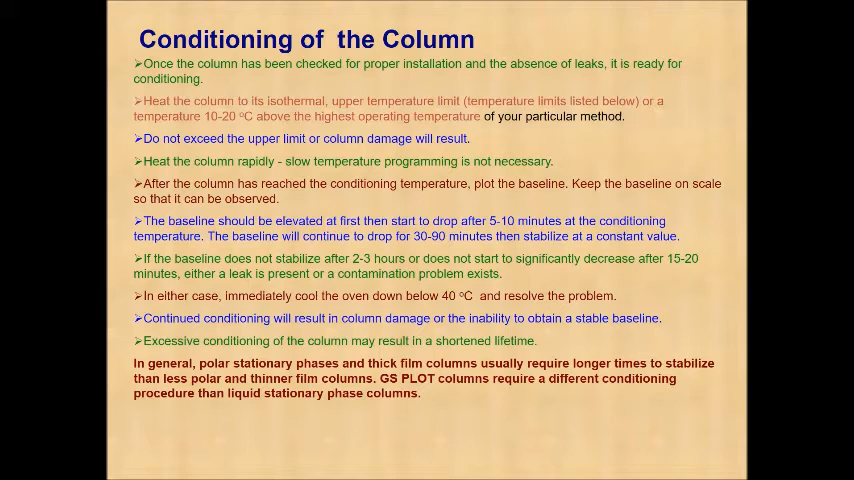 Conditioning of  the Column
➢Once the column has been checked for proper installation and the absence of leaks, it is ready for
conditioning.
➢Heat the column to its isothermal, upper temperature limit (temperature limits listed below) or a
temperature 10-20 ºC above the highest operating temperature of your particular method.
➢Do not exceed the upper limit or column damage will result.
➢Heat the column rapidly - slow temperature programming is not necessary.
➢After the column has reached the conditioning temperature, plot the baseline. Keep the baseline on scale
so that it can be observed.
➢The baseline should be elevated at first then start to drop after 5-10 minutes at the conditioning
temperature. The baseline will continue to drop for 30-90 minutes then stabilize at a constant value.
➢If the baseline does not stabilize after 2-3 hours or does not start to significantly decrease after 15-20
minutes, either a leak is present or a contamination problem exists.
➢In either case, immediately cool the oven down below 40 ºC  and resolve the problem.
➢Continued conditioning will result in column damage or the inability to obtain a stable baseline.
➢Excessive conditioning of the column may result in a shortened lifetime.
In general, polar stationary phases and thick film columns usually require longer times to stabilize
than less polar and thinner film columns. GS PLOT columns require a different conditioning
procedure than liquid stationary phase columns.